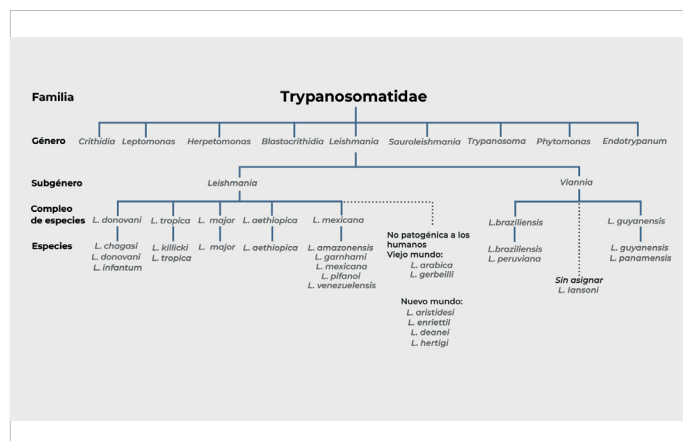 Familia Trypanosomatidae
Género Crithidia Leptomonas Herpetomonas Blastocrithidia Leishmania Sauroleishmania Trypanosoma Phytomonas Endotrypanum
Subgénero Leishmania Viannia
Compleo
de especies L. donovani L. tropica L. major L. aethiopica L. mexicana L.braziliensis L. guyanensis
Especies L. chagasi L. killicki L. major L. aethiopica L. amazonensis L.braziliensis L. guyanensis
L. donovani L. tropica L. garnhami L. peruviana L. panamensis
L. infantum L. mexicana
L. pifanoi
L. venezuelensis
No patogénica a los
humanos
Viejo mundo:
L. arabica
L. gerbeilli
Sin asignar
L. lansoni
Nuevo mundo:
L. aristidesi
L. enriettil
L. deanei
L. hertigi